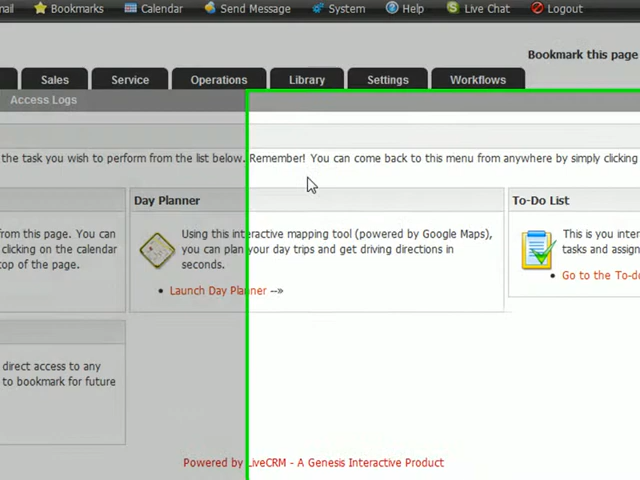 Bookmarks Calendar Send Message System Help Live Chat Logout
Bookmark this page
Sales Service Operations Library Settings Workflows
Access Logs
the task you wish to perform from the list below. Remember! You can come back to this menu from anywhere by simply clicking
Day Planner
To-Do List
from this page. You can
clicking on the calendar
top of the page.
Using this interactive mapping tool (powered by Google Maps),
you can plan your day trips and get driving directions in
seconds.
• Launch Day Planner --»
This is you inter
tasks and assign
• Go to the To-do
direct access to any
to bookmark for future
Powered by LiveCRM - A Genesis Interactive Product